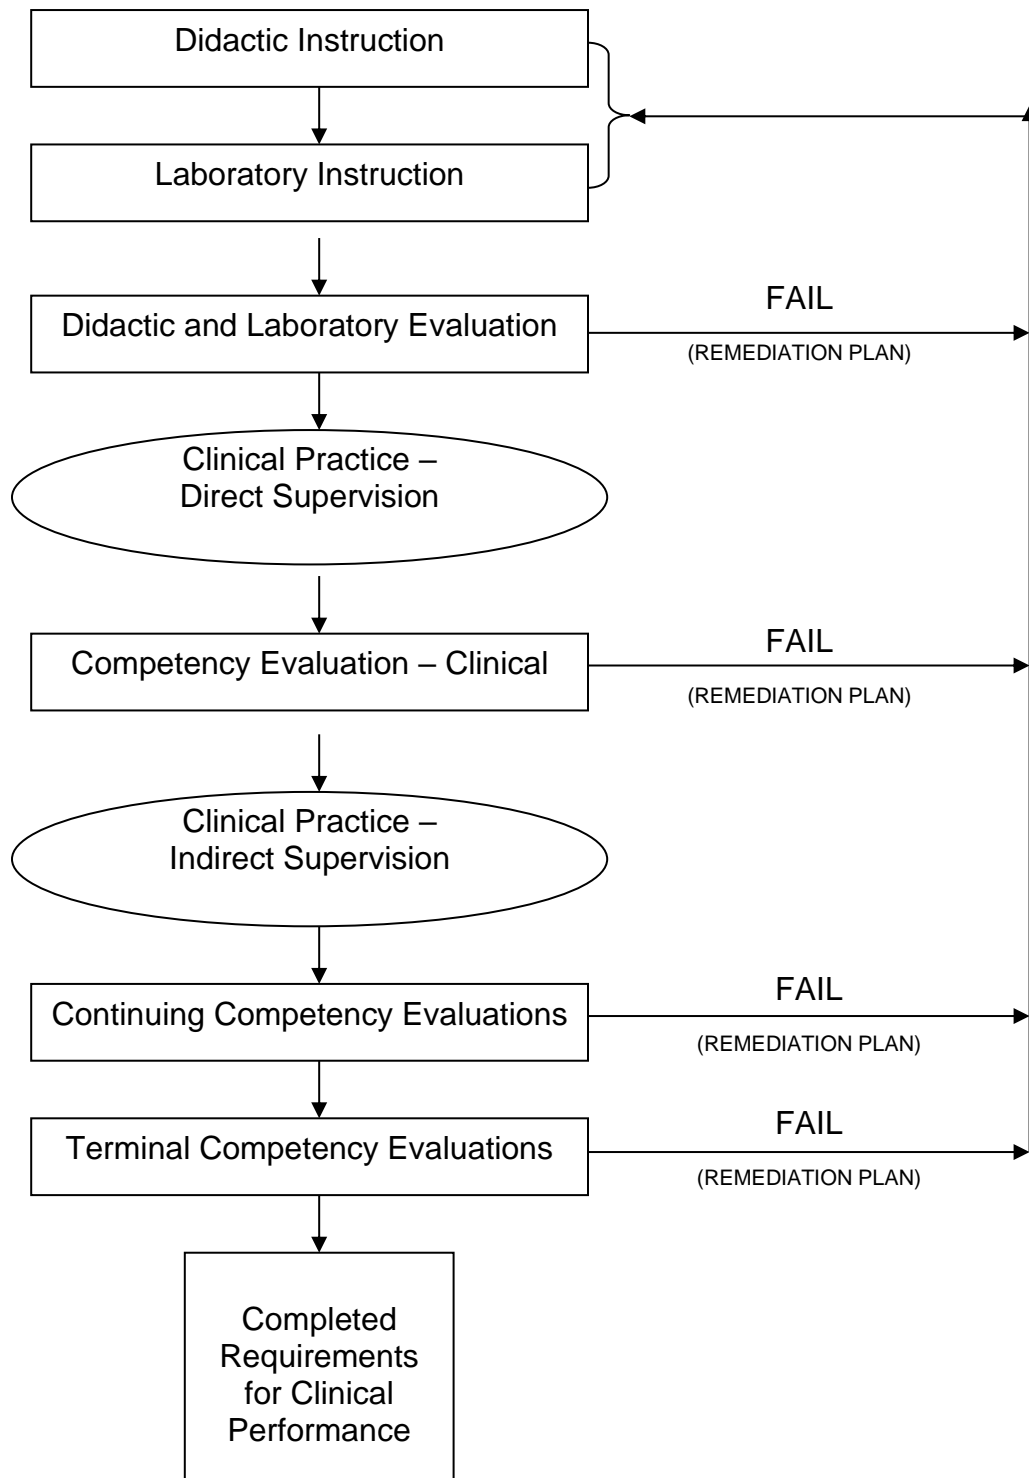 Didactic Instruction
Laboratory Instruction
Didactic and Laboratory Evaluation
FAIL
(REMEDIATION PLAN)
Clinical Practice –
Direct Supervision
Competency Evaluation – Clinical
FAIL
(REMEDIATION PLAN)
Clinical Practice –
Indirect Supervision
Continuing Competency Evaluations
FAIL
(REMEDIATION PLAN)
Terminal Competency Evaluations
FAIL
(REMEDIATION PLAN)
Completed
Requirements
for Clinical
Performance